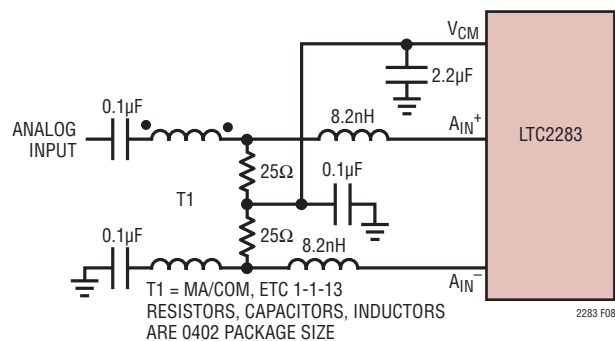 VCM
2.2µF
0.1µF
8.2nH
AIN+
ANALOG
INPUT
LTC2283
25Ω
0.1µF
T1
25Ω
0.1µF
8.2nH
AIN–
T1 = MA/COM, ETC 1-1-13
RESISTORS, CAPACITORS, INDUCTORS
ARE 0402 PACKAGE SIZE
2283 F08